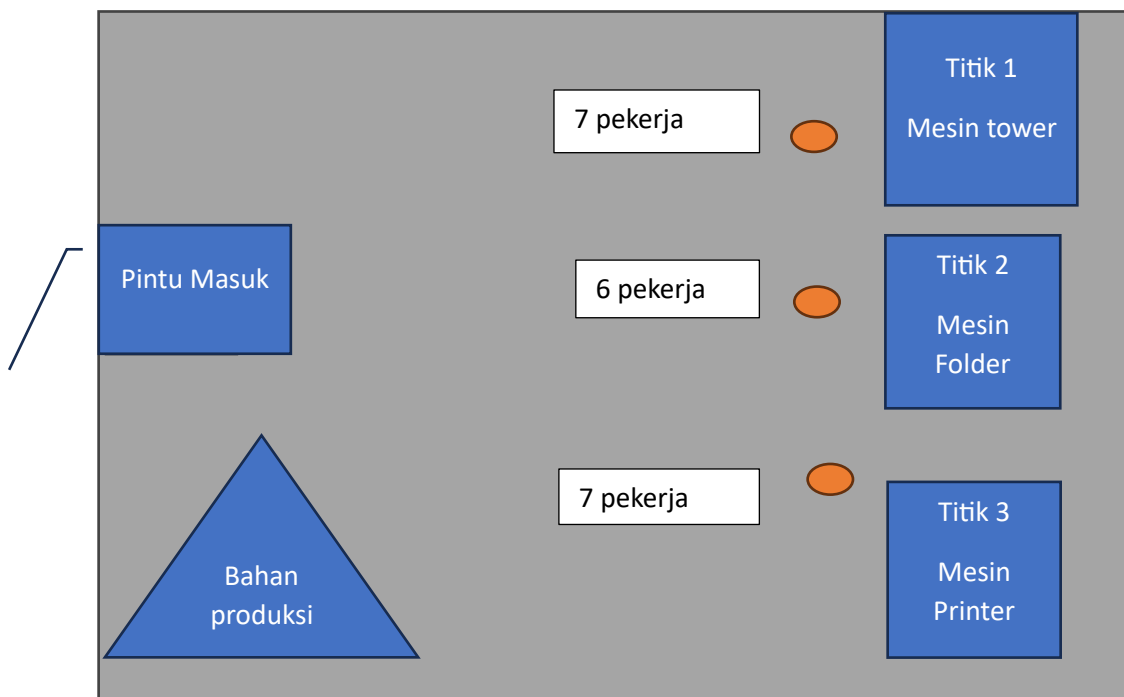 Titik 1
Mesin tower
7 pekerja
Pintu Masuk
6 pekerja
Titik 2
Mesin
Folder
7 pekerja
Titik 3
Mesin
Printer
Bahan
produksi